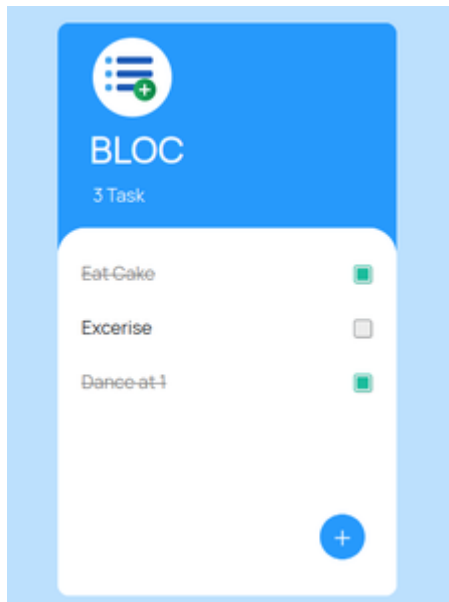 BLOC
3 Task
Eat Cake
Excerise
Dance at 1